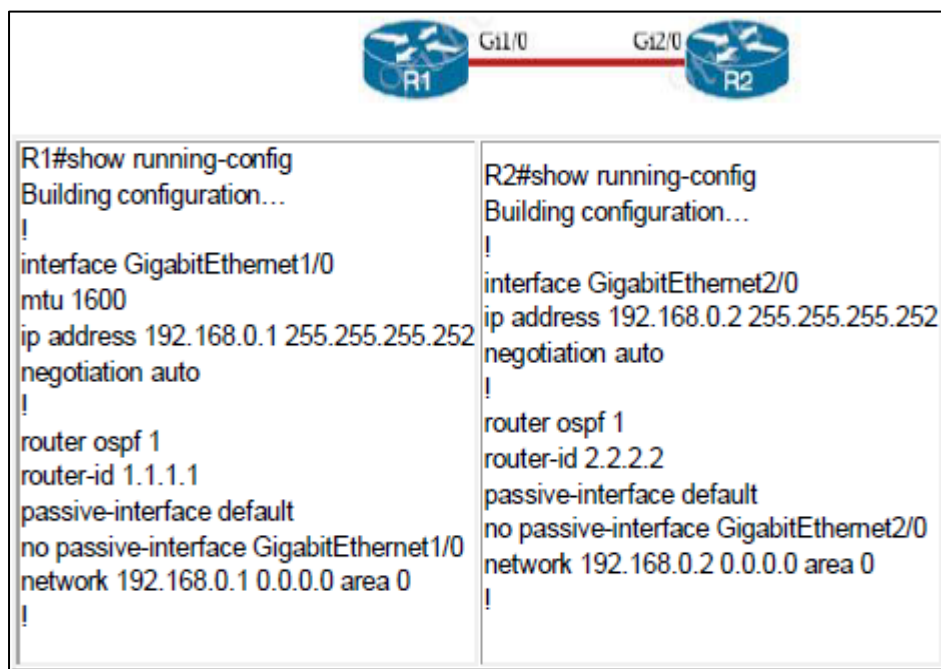 Gi1/0
Gi2/0
R1
R2
R1#show running-config
Building configuration...
!
interface GigabitEthernet1/0
mtu 1600
ip address 192.168.0.1 255.255.255.252
negotiation auto
!
router ospf 1
router-id 1.1.1.1
passive-interface default
no passive-interface GigabitEthernet1/0
network 192.168.0.1 0.0.0.0 area 0
!
R2#show running-config
Building configuration...
!
interface GigabitEthernet2/0
ip address 192.168.0.2 255.255.255.252
negotiation auto
!
router ospf 1
router-id 2.2.2.2
passive-interface default
no passive-interface GigabitEthernet2/0
network 192.168.0.2 0.0.0.0 area 0
!